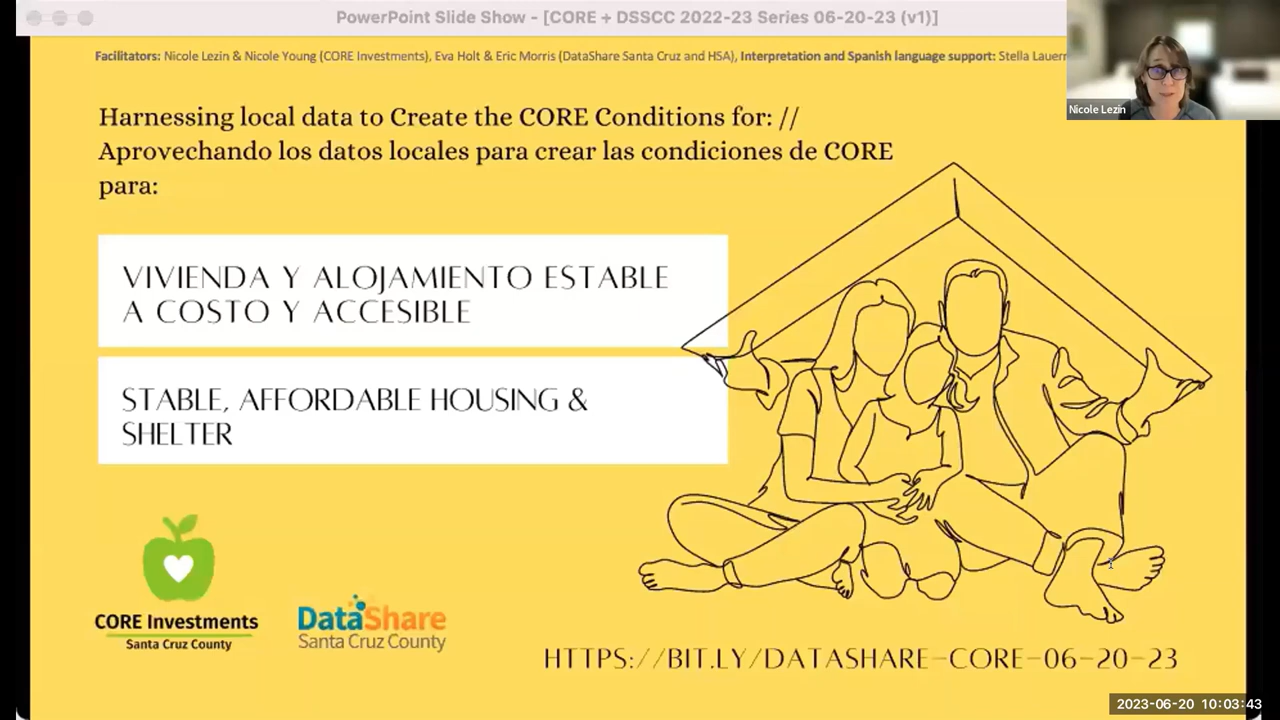 PowerPoint Slide Show - [CORE + DSSCC 2022-23 Series 06-20-23 (v1)]
Facilitators: Nicole Lezin & Nicole Young (CORE Investments), Eva Holt & Eric Morris (DataShare Santa Cruz and HSA), Interpretation and Spanish language support: Stella
Nicole Lezin
Harnessing local data to Create the CORE Conditions for: //
Aprovechando los datos locales para crear las condiciones de CORE
para:
VIVIENDA Y ALOJAMIENTO ESTABLE
A COSTO Y ACCESIBLE
STABLE, AFFORDABLE HOUSING &
SHELTER
CORE Investments
Santa Cruz County
DataShare
Santa Cruz County
HTTPS://BIT.LY/DATASHARE-CORE-06-20-23
2023-06-20 10:03:43